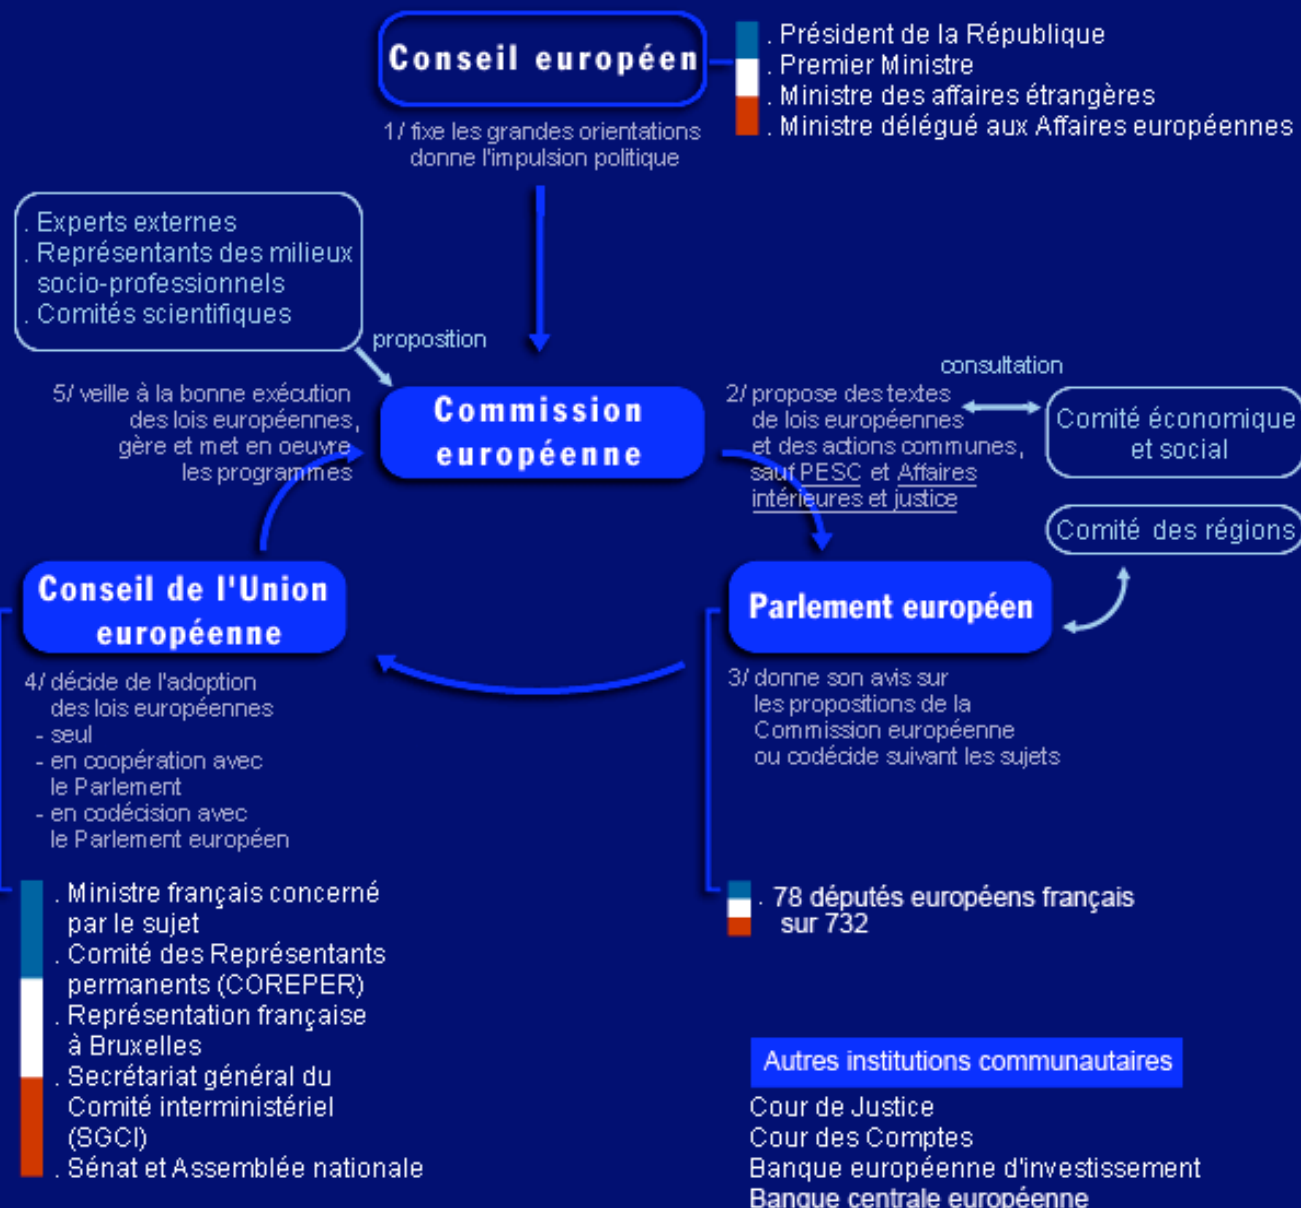 Conseil européen
. Président de la République
. Premier Ministre
. Ministre des affaires étrangères
. Ministre délégué aux Affaires européennes
1/ fixe les grandes orientations
donne l'impulsion politique
. Experts externes
. Représentants des milieux
socio-professionnels
. Comités scientifiques
proposition
5/ veille à la bonne exécution
des lois européennes,
gère et met en oeuvre
les programmes
Commission
européenne
2/ propose des textes
de lois européennes
et des actions communes,
sauf PESC et Affaires
intérieures et justice
consultation
Comité économique
et social
Comité des régions
Conseil de l'Union
européenne
Parlement européen
4/ décide de l'adoption
des lois européennes
- seul
- en coopération avec
le Parlement
- en codécision avec
le Parlement européen
3/ donne son avis sur
les propositions de la
Commission européenne
ou codécide suivant les sujets
. Ministre français concerné
par le sujet
. Comité des Représentants
permanents (COREPER)
. Représentation française
à Bruxelles
. Secrétariat général du
Comité interministériel
(SGCI)
. Sénat et Assemblée nationale
. 78 députés européens français
sur 732
Autres institutions communautaires
Cour de Justice
Cour des Comptes
Banque européenne d'investissement
Banque centrale européenne